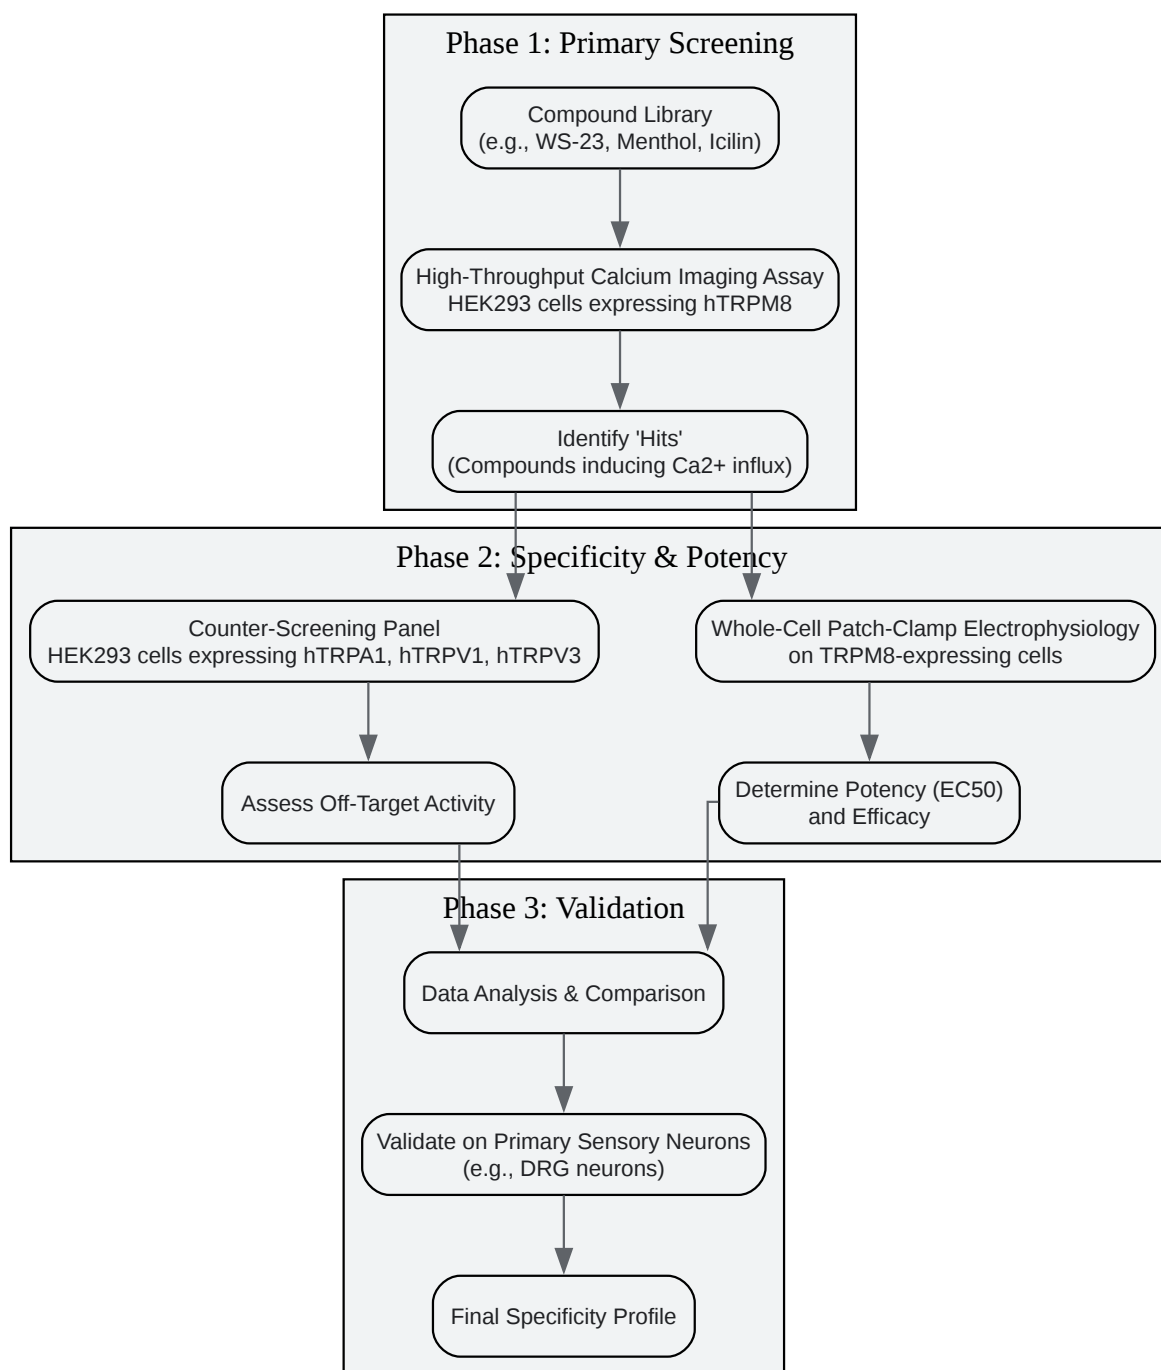 Phase 1: Primary Screening
Compound Library
(e.g., WS-23, Menthol, Icilin)
High-Throughput Calcium Imaging Assay
HEK293 cells expressing hTRPM8
Identify 'Hits'
(Compounds inducing Ca2+ influx)
Phase 2: Specificity & Potency
Counter-Screening Panel
HEK293 cells expressing hTRPA1, hTRPV1, hTRPV3
Whole-Cell Patch-Clamp Electrophysiology
on TRPM8-expressing cells
Assess Off-Target Activity
Determine Potency (EC50)
and Efficacy
Phase 3: Validation
Data Analysis & Comparison
Validate on Primary Sensory Neurons
(e.g., DRG neurons)
Final Specificity Profile